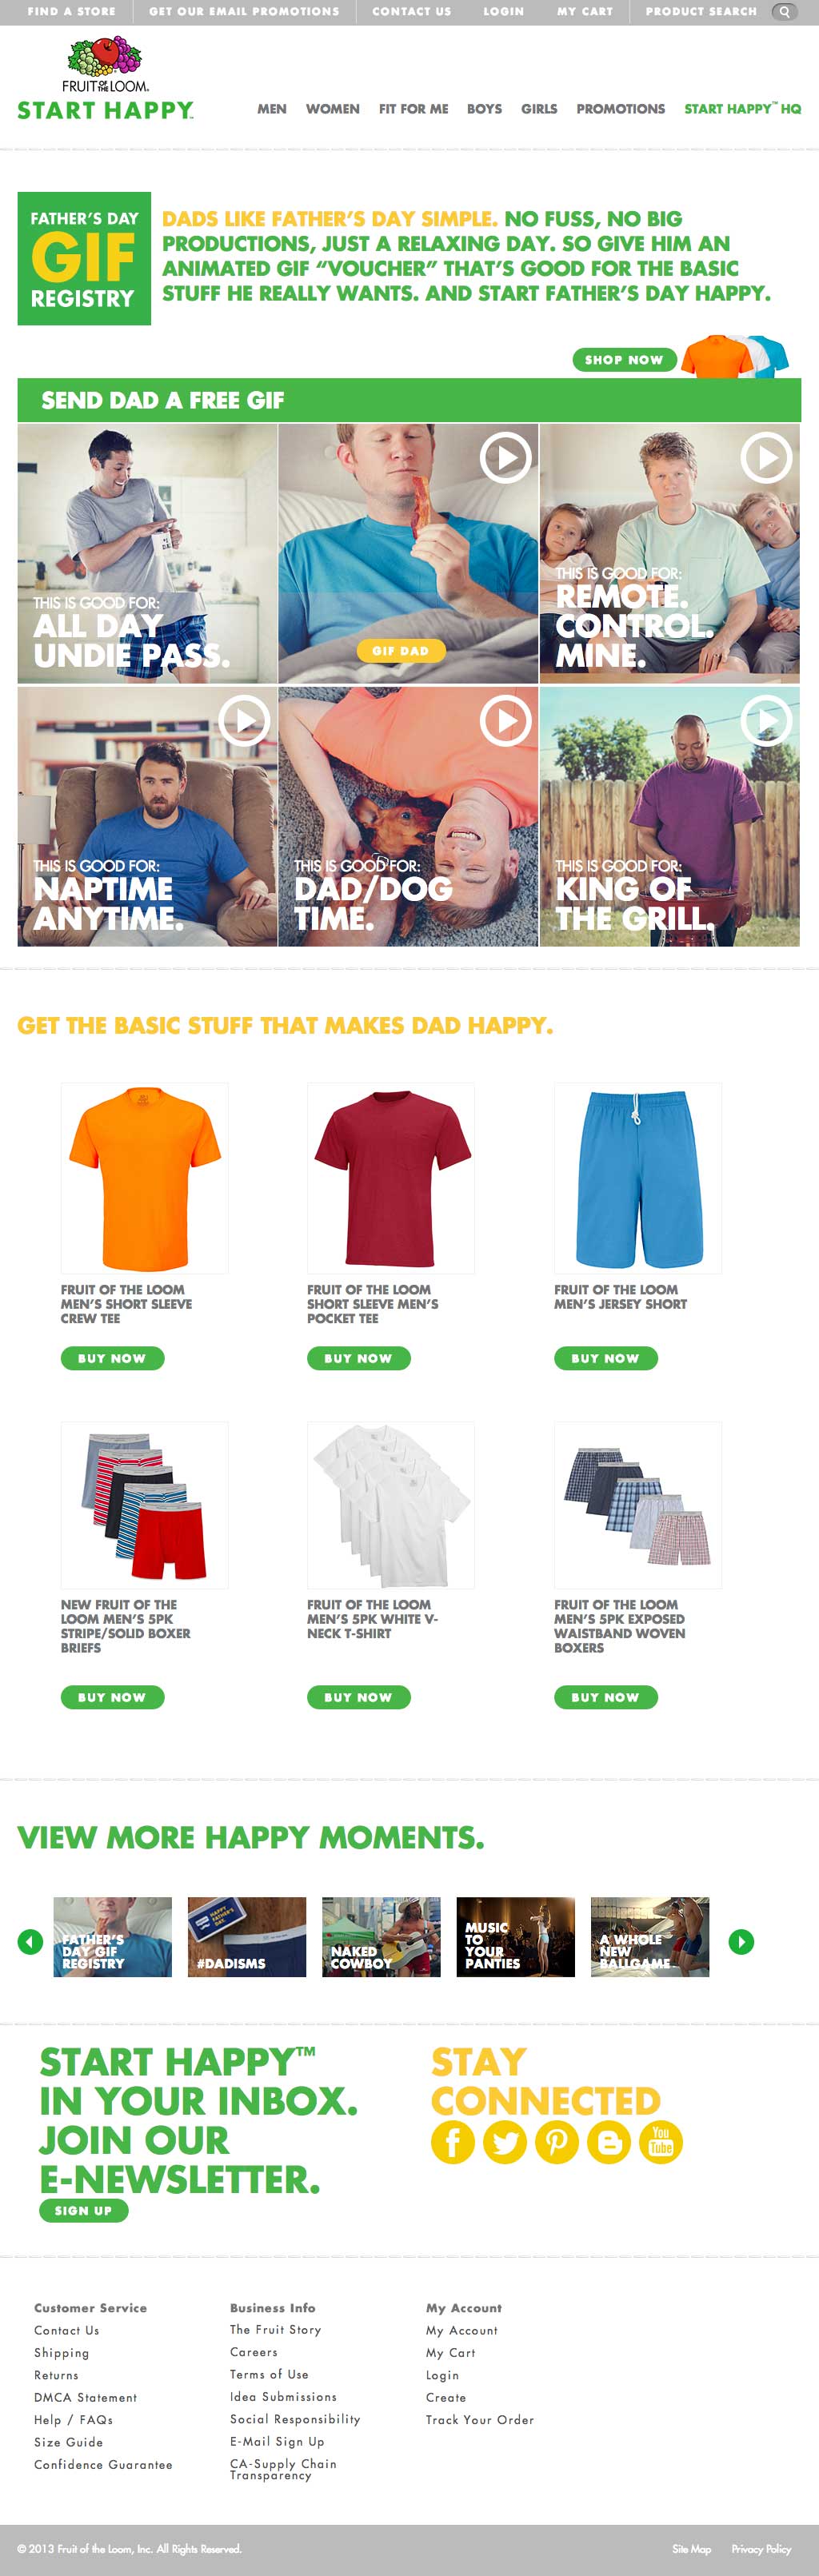 FIND A STORE
GET OUR EMAIL PROMOTIONS
CONTACT US
LOGIN
MY CART
PRODUCT SEARCH
FRUIT OF THE LOOM.
START HAPPY™
MEN
WOMEN
FIT FOR ME
BOYS
GIRLS
PROMOTIONS
START HAPPY™ HQ
FATHER'S DAY
GIF
REGISTRY
DADS LIKE FATHER'S DAY SIMPLE. NO FUSS, NO BIG
PRODUCTIONS, JUST A RELAXING DAY. SO GIVE HIM AN
ANIMATED GIF “VOUCHER” THAT'S GOOD FOR THE BASIC
STUFF HE REALLY WANTS. AND START FATHER'S DAY HAPPY.
SHOP NOW
SEND DAD A FREE GIF
THIS IS GOOD FOR:
ALL DAY
UNDIE PASS.
GIF DAD
THIS IS GOOD FOR:
REMOTE.
CONTROL.
MINE.
THIS IS GOOD FOR:
NAPTIME
ANYTIME.
THIS IS GOOD FOR:
DAD/DOG
TIME.
THIS IS GOOD FOR:
KING OF
THE GRILL.
GET THE BASIC STUFF THAT MAKES DAD HAPPY.
FRUIT OF THE LOOM
MEN'S SHORT SLEEVE
CREW TEE
BUY NOW
FRUIT OF THE LOOM
SHORT SLEEVE MEN'S
POCKET TEE
BUY NOW
FRUIT OF THE LOOM
MEN'S JERSEY SHORT
BUY NOW
NEW FRUIT OF THE
LOOM MEN'S 5PK
STRIPE/SOLID BOXER
BRIEFS
BUY NOW
FRUIT OF THE LOOM
MEN'S 5PK WHITE V-
NECK T-SHIRT
BUY NOW
FRUIT OF THE LOOM
MEN'S 5PK EXPOSED
WAISTBAND WOVEN
BOXERS
BUY NOW
VIEW MORE HAPPY MOMENTS.
FATHER'S
DAY GIF
REGISTRY
HAPPY
FATHER'S
DAY.
#DADISMS
NAKED
COWBOY
MUSIC
TO
YOUR
PANTIES
A WHOLE
NEW
BALLGAME
START HAPPY™
IN YOUR INBOX.
JOIN OUR
E-NEWSLETTER.
SIGN UP
STAY
CONNECTED
You
Tube
Customer Service
Contact Us
Shipping
Returns
DMCA Statement
Help / FAQs
Size Guide
Confidence Guarantee
Business Info
The Fruit Story
Careers
Terms of Use
Idea Submissions
Social Responsibility
E-Mail Sign Up
CA-Supply Chain
Transparency
My Account
My Account
My Cart
Login
Create
Track Your Order
© 2013 Fruit of the Loom, Inc. All Rights Reserved.
Site Map
Privacy Policy